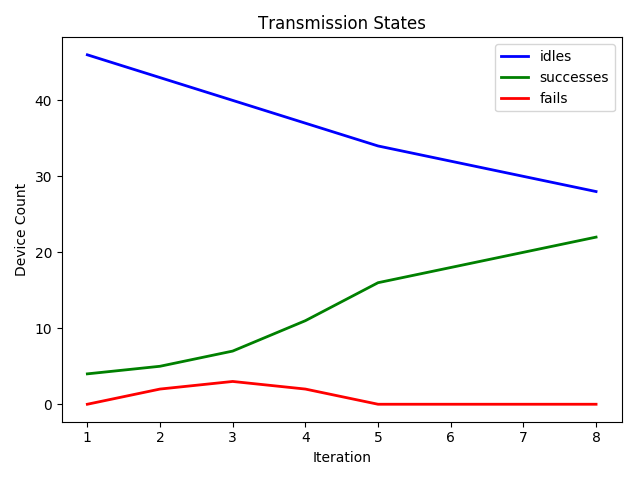 Transmission States
idles
successes
fails
Device Count
40
30
20
10
0
1 2 3 4 5 6 7 8
Iteration